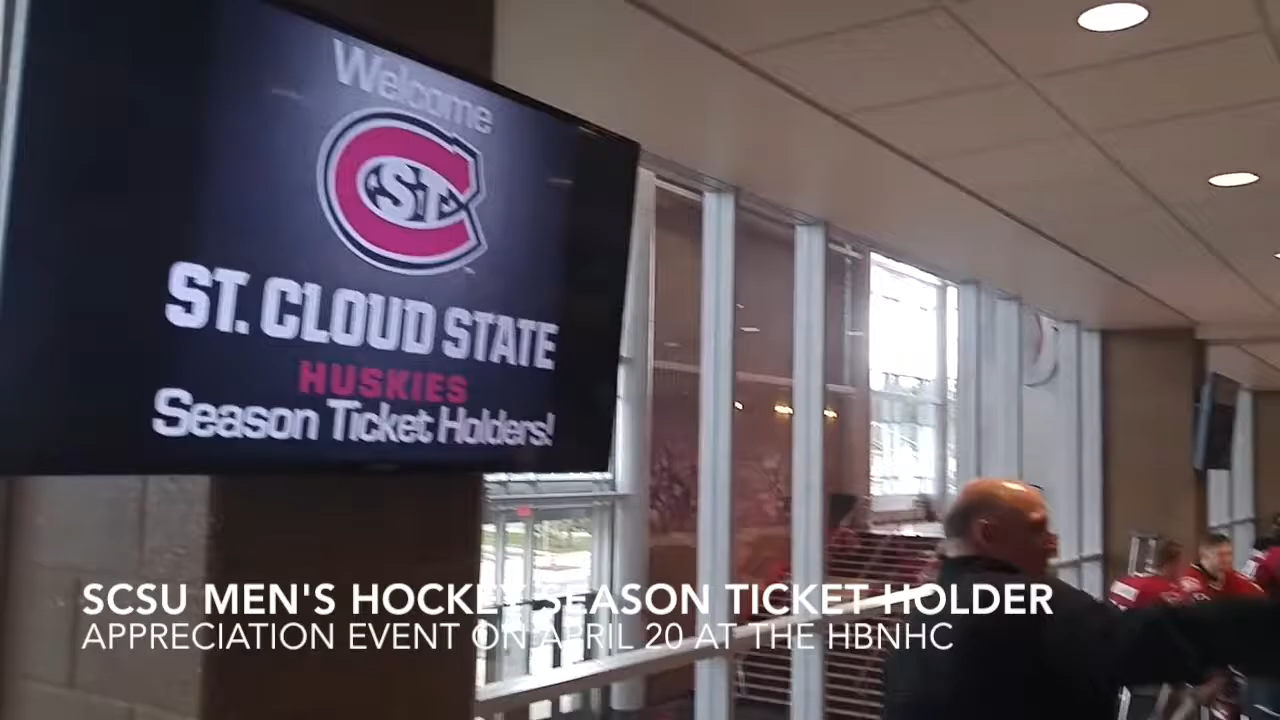 Welcome
ST
ST. CLOUD STATE
HUSKIES
Season Ticket Holders!
SCSU MEN'S HOCKEY SEASON TICKET HOLDER
APPRECIATION EVENT ON APRIL 20 AT THE HBNHC